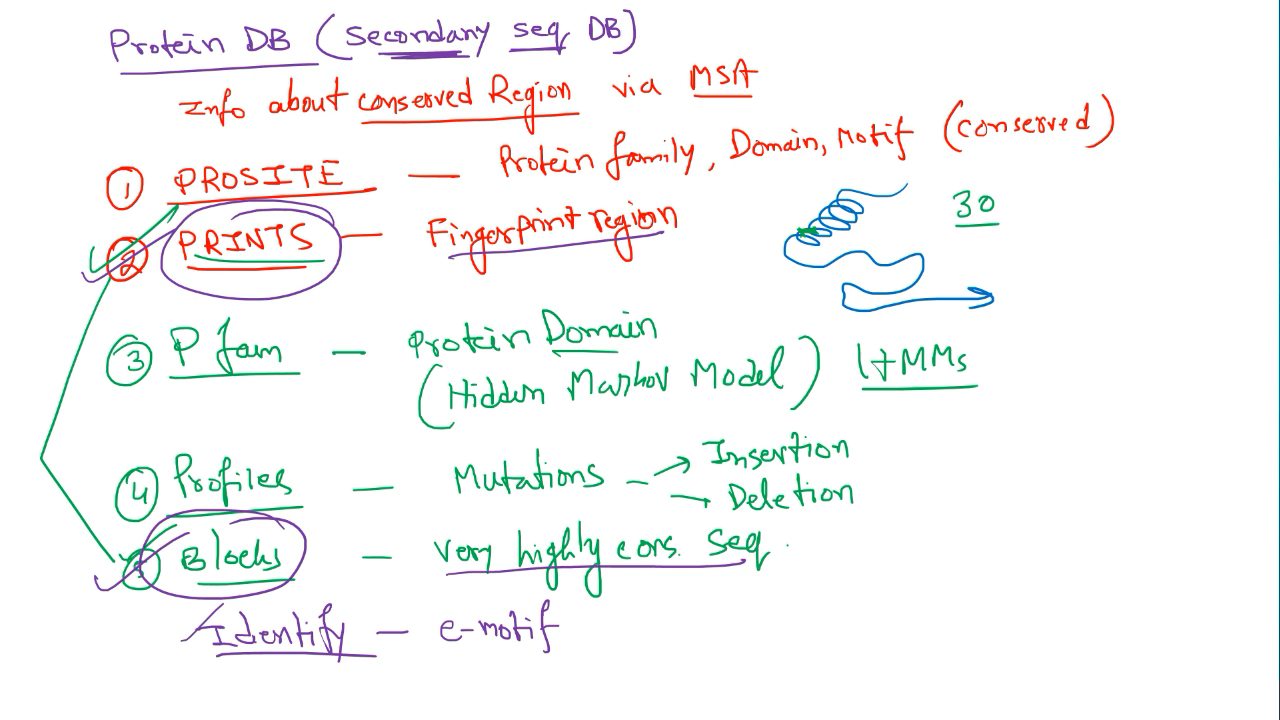 Protein DB (Secondary seq DB)
Info about conserved Region via MSA
① PROSITE — Protein family, Domain, Motif (conserved)
② PRINTS — Fingerprint region
30
③ Pfam — Protein Domain
(Hidden Markov Model) HMMs
④ Profiles — Mutations → Insertion
→ Deletion
⑤ Blocks — very highly cons. seq.
Identify — e-motif